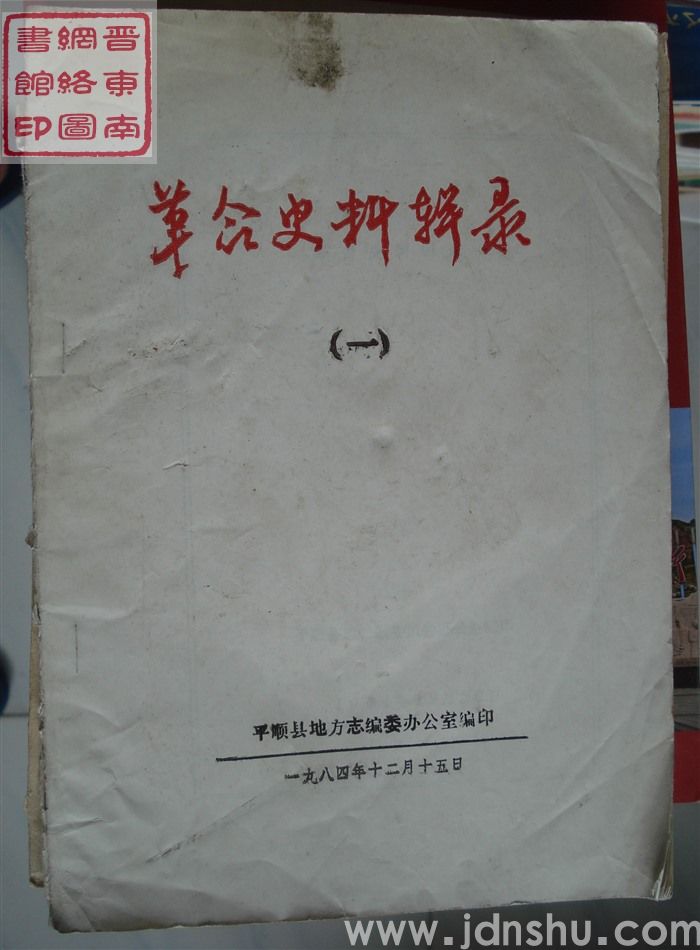 晋東南
網絡圖
書館印
革命史料辑录
（一）
平顺县地方志编委办公室编印
一九八四年十二月十五日
www.jdnshu.com